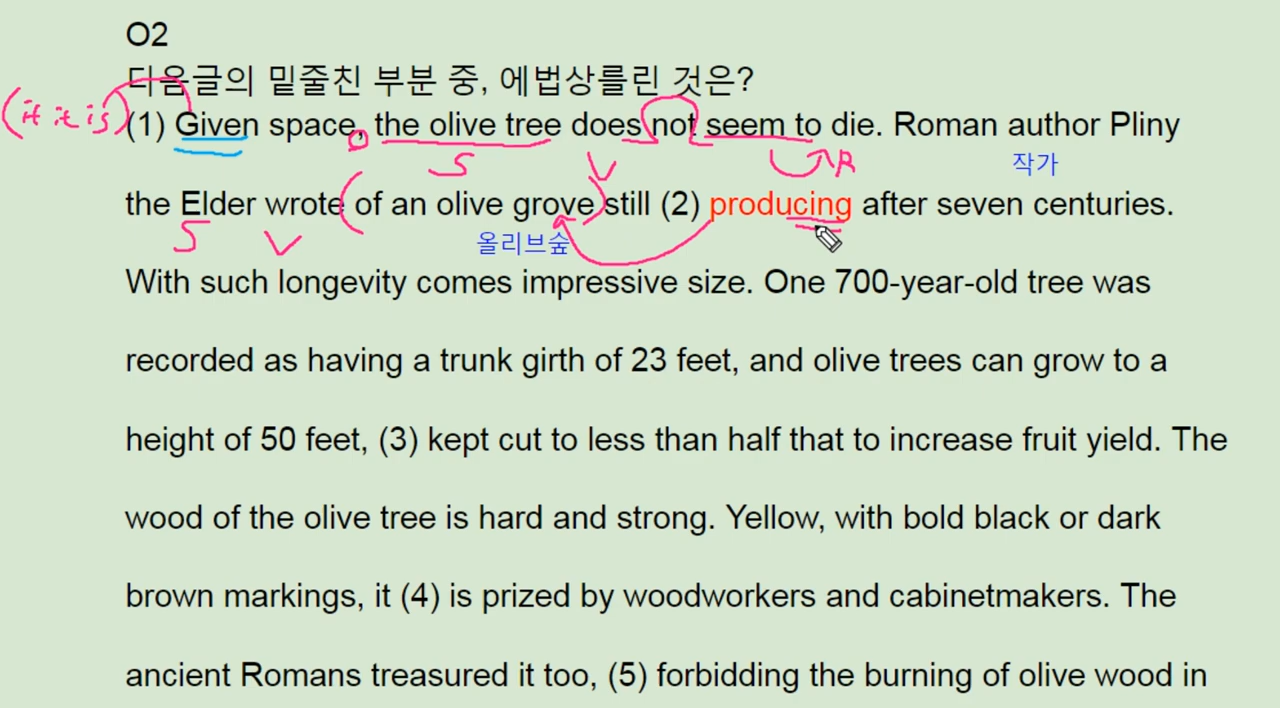 O2
다음글의 밑줄친 부분 중, 에법상를린 것은?
(it it is) (1) Given space, the olive tree does not seem to die. Roman author Pliny
S V R 작가
the Elder wrote (of an olive grove) still (2) producing after seven centuries.
S V 올리브숲
With such longevity comes impressive size. One 700-year-old tree was
recorded as having a trunk girth of 23 feet, and olive trees can grow to a
height of 50 feet, (3) kept cut to less than half that to increase fruit yield. The
wood of the olive tree is hard and strong. Yellow, with bold black or dark
brown markings, it (4) is prized by woodworkers and cabinetmakers. The
ancient Romans treasured it too, (5) forbidding the burning of olive wood in